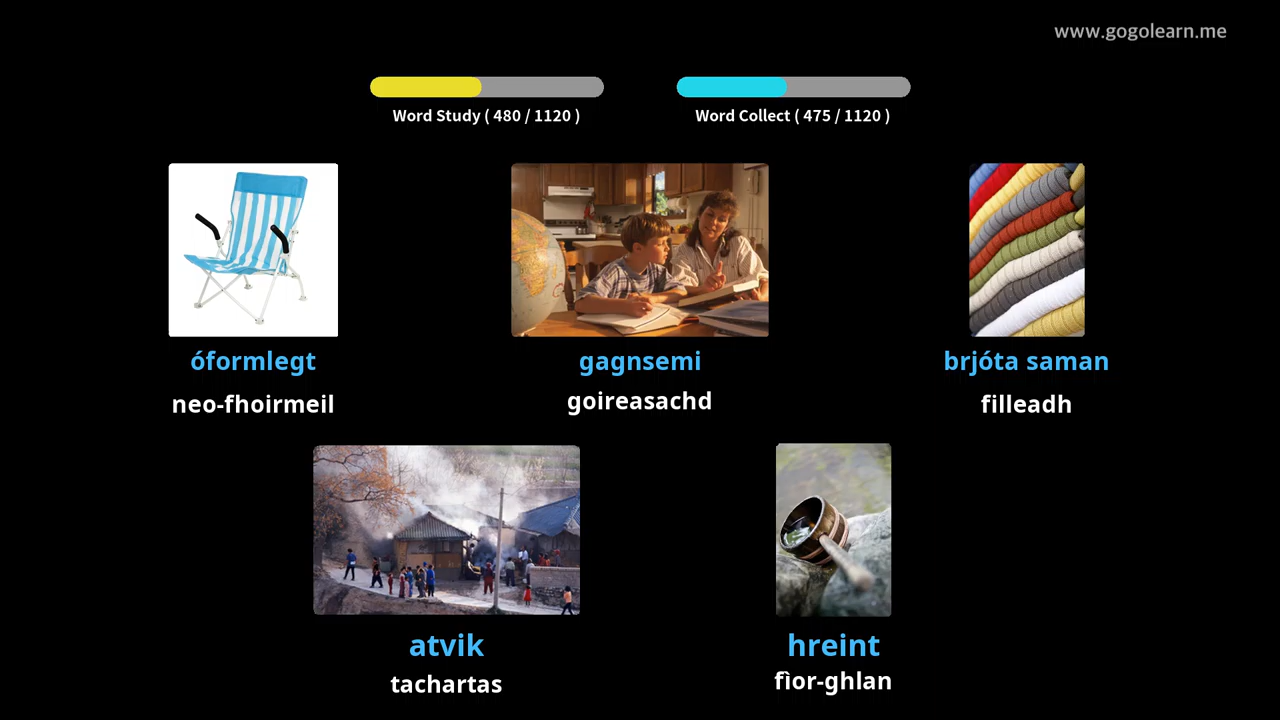 www.gogolearn.me
Word Study ( 480 / 1120 )
Word Collect ( 475 / 1120 )
óformlegt
gagnsemi
brjóta saman
neo-fhoirmeil
goireasachd
filleadh
atvik
hreint
tachartas
fìor-ghlan